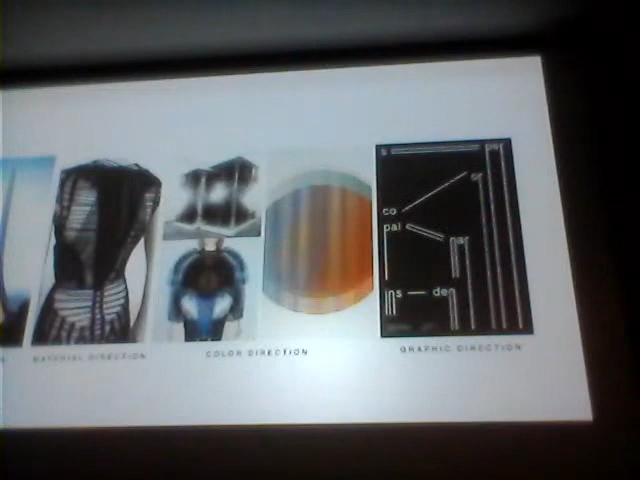 MATERIAL DIRECTION
COLOR DIRECTION
GRAPHIC DIRECTION
s
co
pal
s
de